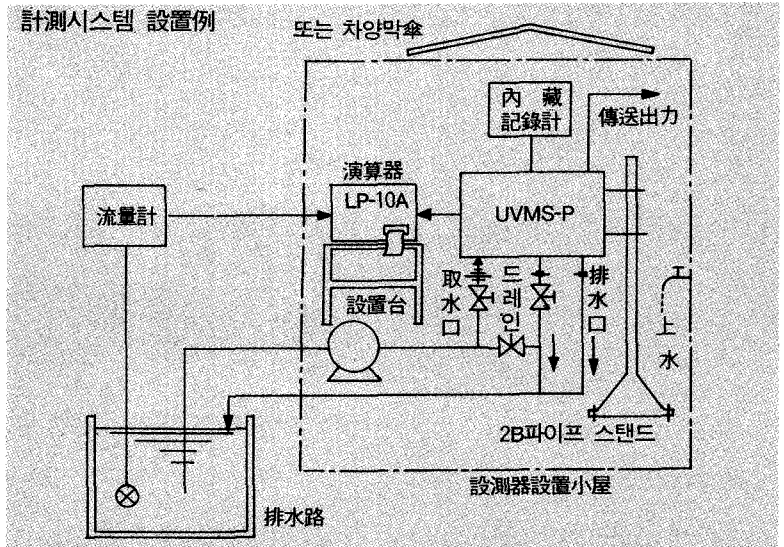 計測시스템 設置例
또는 차양막傘
內藏
記錄計
傳送出力
演算器
LP-10A
流量計
UVMS-P
設置台
取水口
드레인
排水口
上水
2B파이프 스탠드
設測器設置小屋
排水路